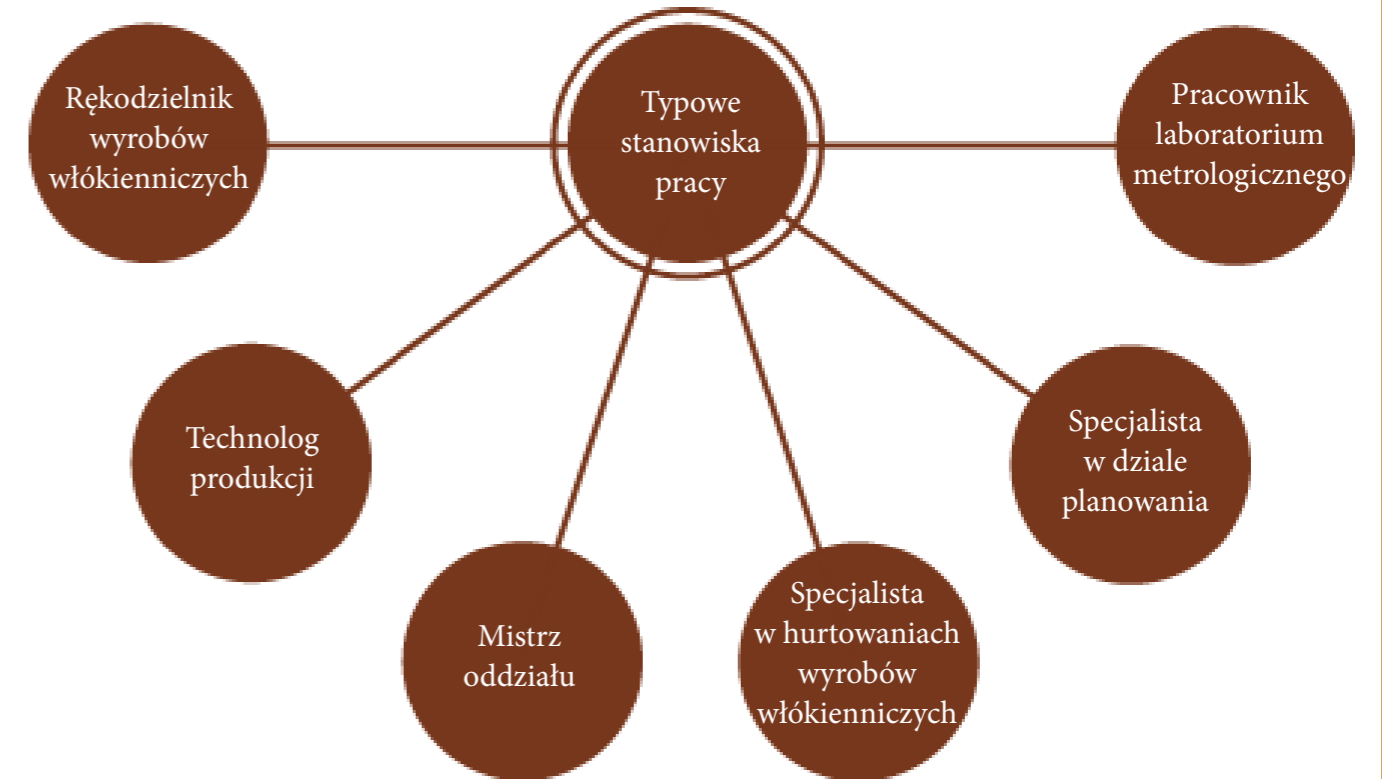 Rękodzielnik
wyrobów
włókienniczych
Typowe
stanowiska
pracy
Pracownik
laboratorium
metrologicznego
Technolog
produkcji
Mistrz
oddziału
Specjalista
w hurtowaniach
wyrobów
włókienniczych
Specjalista
w dziale
planowania